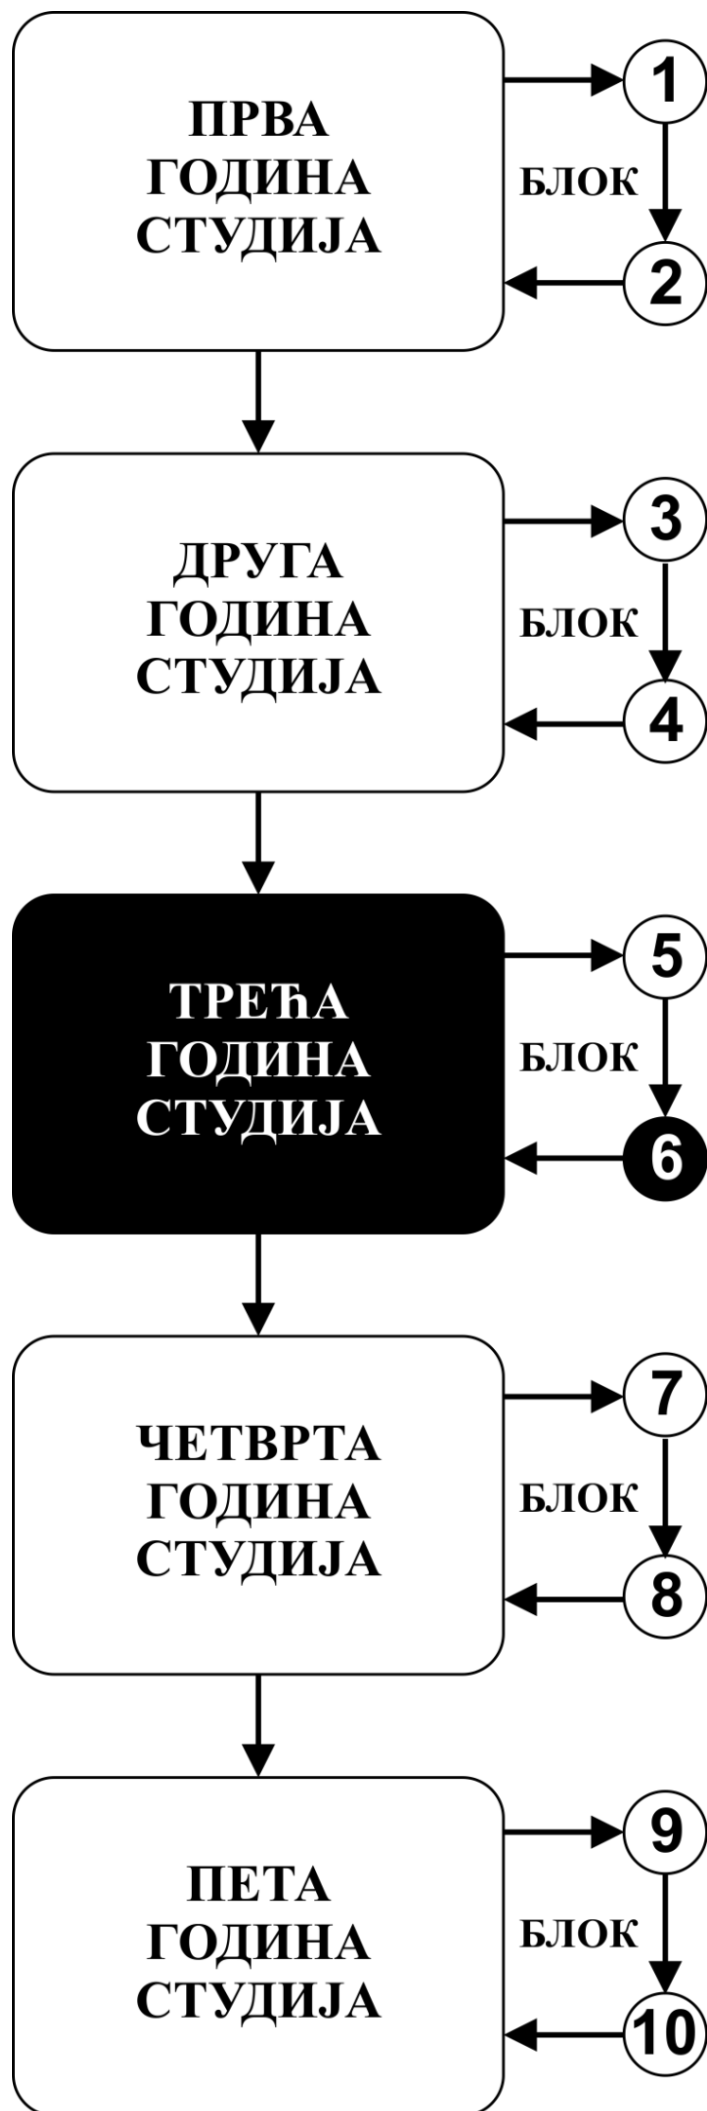 ПРВА
ГОДИНА
СТУДИЈА
1
БЛОК
2
ДРУГА
ГОДИНА
СТУДИЈА
3
БЛОК
4
ТРЕЋА
ГОДИНА
СТУДИЈА
5
БЛОК
6
ЧЕТВРТА
ГОДИНА
СТУДИЈА
7
БЛОК
8
ПЕТА
ГОДИНА
СТУДИЈА
9
БЛОК
10